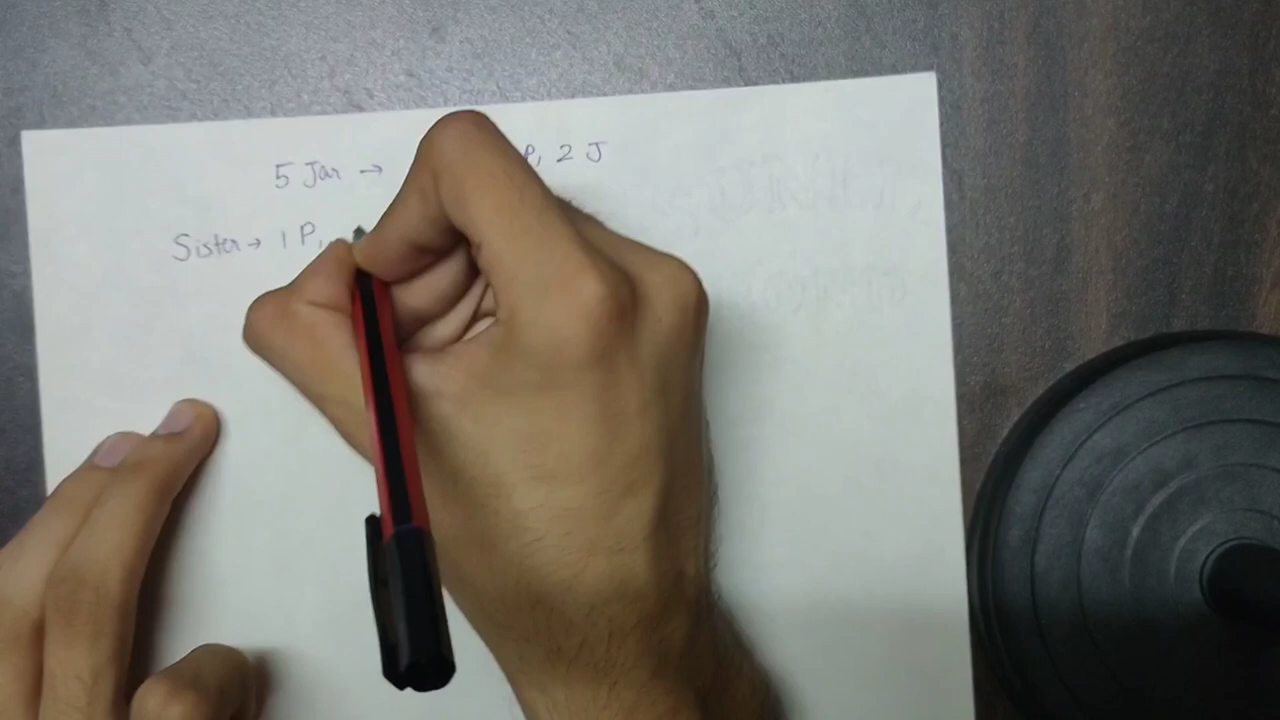 5 Jar → P, 2 J
Sister → 1 P,